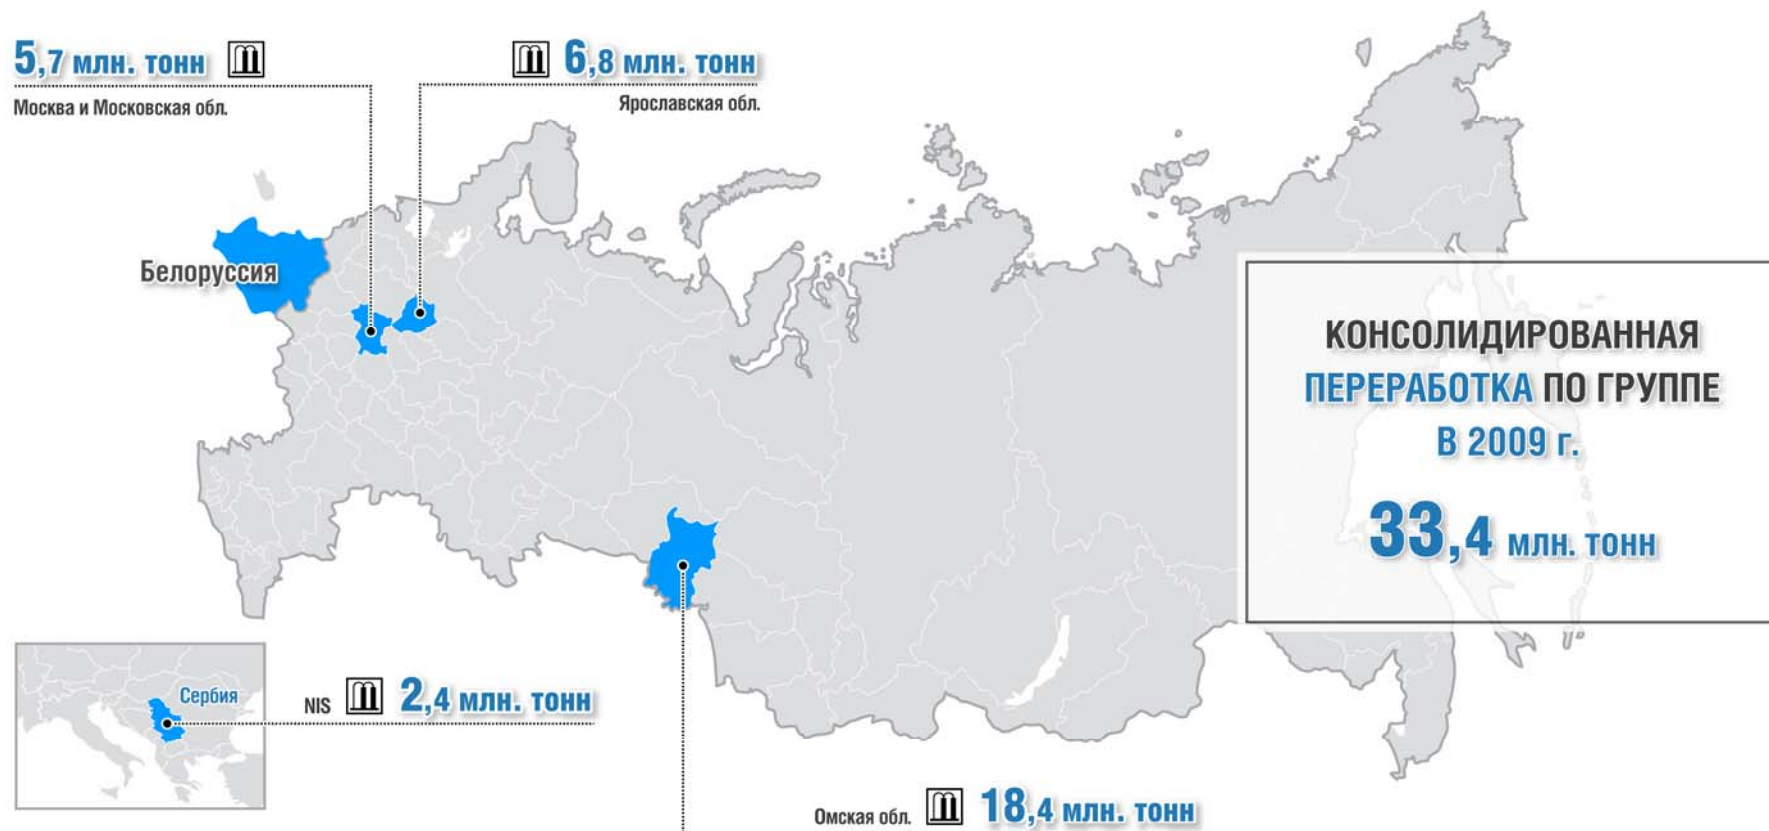 5,7 млн. тонн
Москва и Московская обл.
6,8 млн. тонн
Ярославская обл.
Белоруссия
КОНСОЛИДИРОВАННАЯ
ПЕРЕРАБОТКА ПО ГРУППЕ
В 2009 г.
33,4 млн. тонн
Сербия
NIS 2,4 млн. тонн
Омская обл. 18,4 млн. тонн